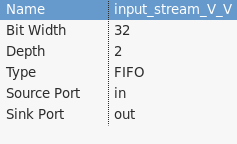 Name input_stream_V_V
Bit Width 32
Depth 2
Type FIFO
Source Port in
Sink Port out